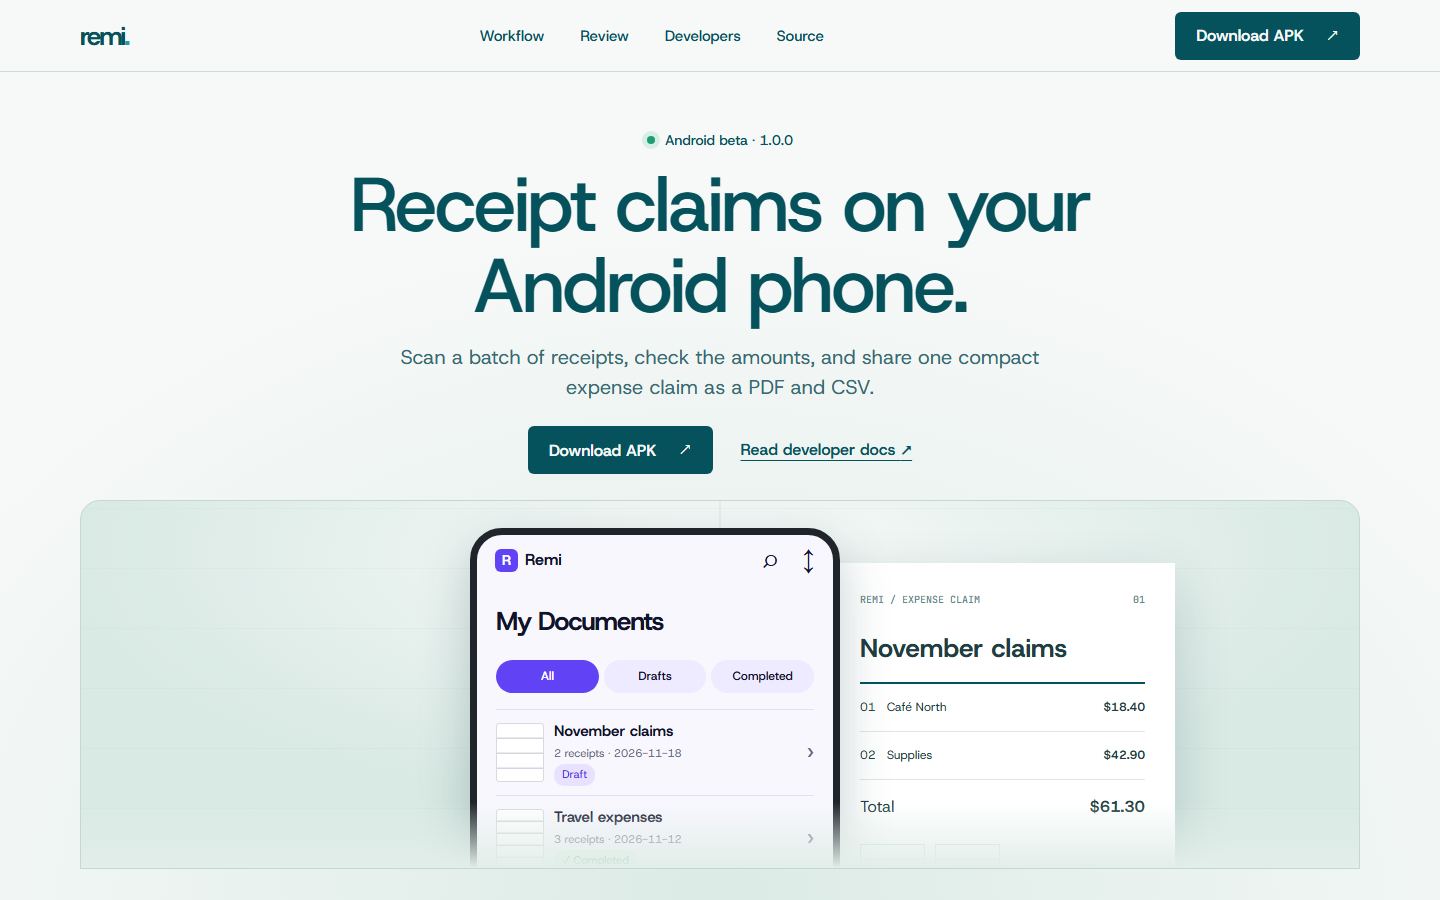 remi.
Workflow Review Developers Source
Download APK ↗
Android beta · 1.0.0
Receipt claims on your
Android phone.
Scan a batch of receipts, check the amounts, and share one compact
expense claim as a PDF and CSV.
Download APK ↗
Read developer docs ↗
R Remi
My Documents
All Drafts Completed
November claims
2 receipts · 2026-11-18
Draft
Travel expenses
3 receipts · 2026-11-12
✓ Completed
REMI / EXPENSE CLAIM 01
November claims
01 Café North $18.40
02 Supplies $42.90
Total $61.30